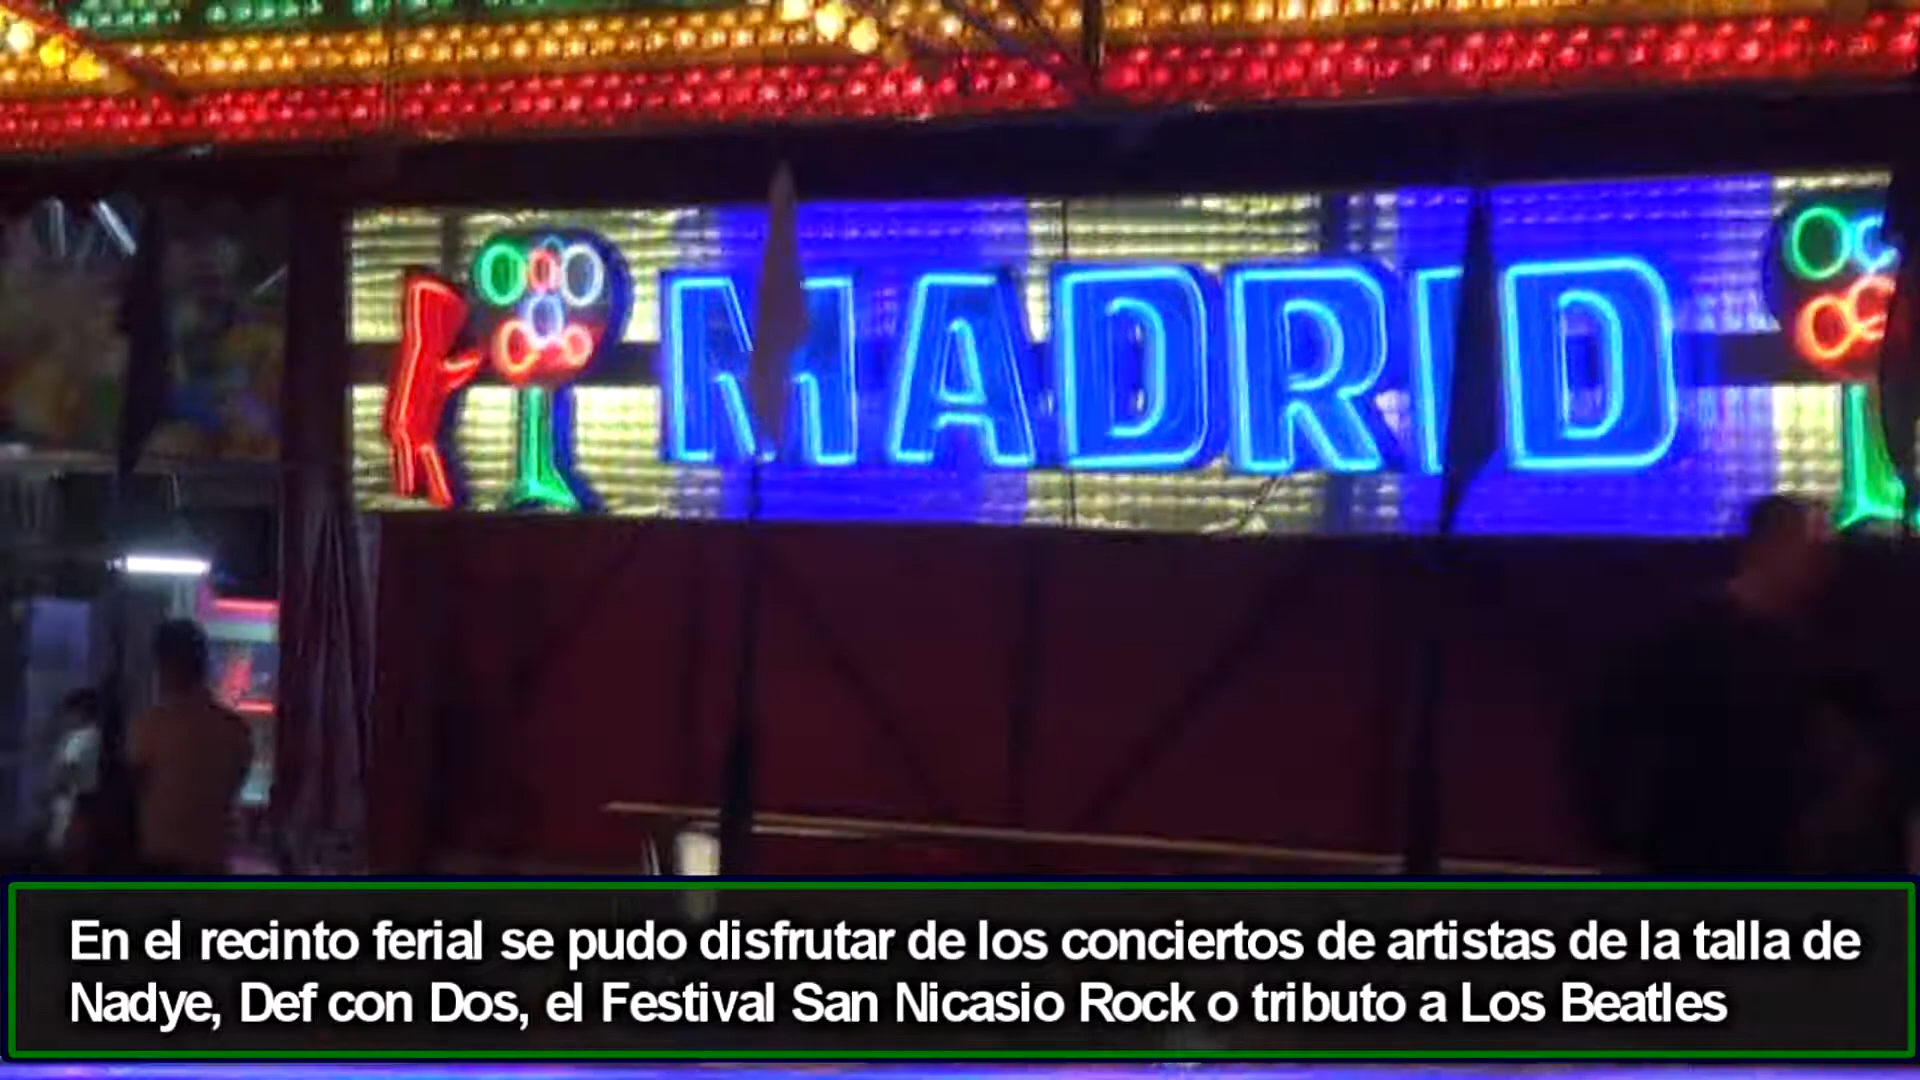 MADRID
En el recinto ferial se pudo disfrutar de los conciertos de artistas de la talla de
Nadye, Def con Dos, el Festival San Nicasio Rock o tributo a Los Beatles